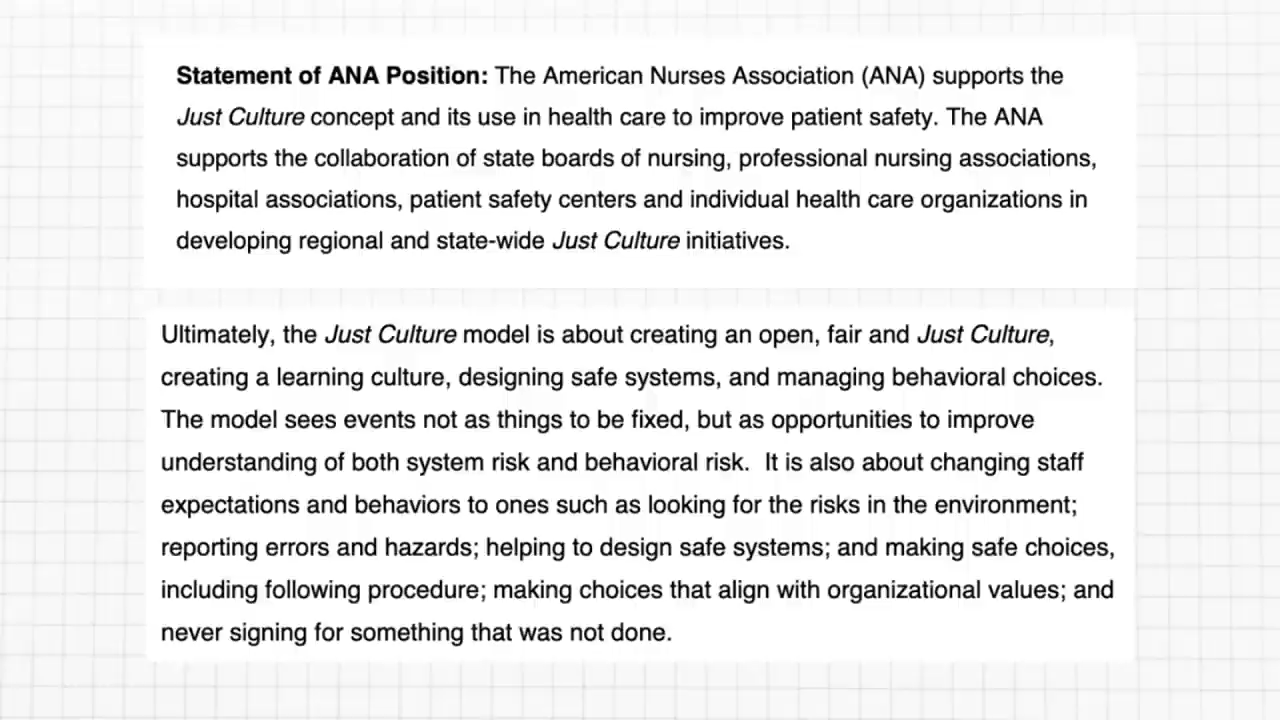 Statement of ANA Position: The American Nurses Association (ANA) supports the
Just Culture concept and its use in health care to improve patient safety. The ANA
supports the collaboration of state boards of nursing, professional nursing associations,
hospital associations, patient safety centers and individual health care organizations in
developing regional and state-wide Just Culture initiatives.
Ultimately, the Just Culture model is about creating an open, fair and Just Culture,
creating a learning culture, designing safe systems, and managing behavioral choices.
The model sees events not as things to be fixed, but as opportunities to improve
understanding of both system risk and behavioral risk.  It is also about changing staff
expectations and behaviors to ones such as looking for the risks in the environment;
reporting errors and hazards; helping to design safe systems; and making safe choices,
including following procedure; making choices that align with organizational values; and
never signing for something that was not done.